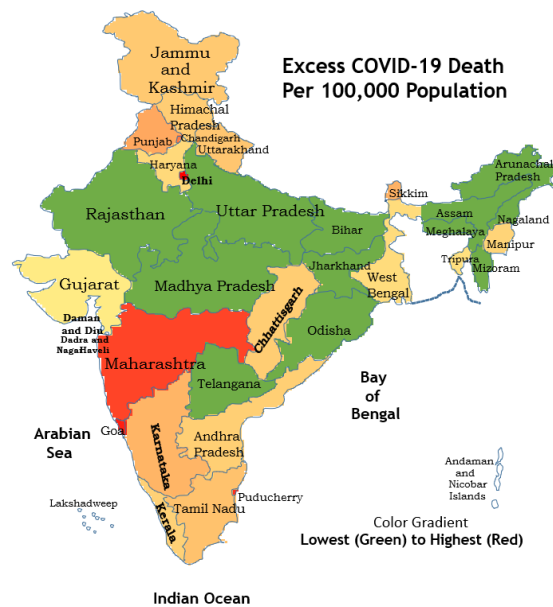 Excess COVID-19 Death
Per 100,000 Population
Jammu
and
Kashmir
Himachal
Pradesh
Chandigarh
Punjab
Uttarakhand
Haryana
Delhi
Arunachal
Pradesh
Sikkim
Rajasthan
Uttar Pradesh
Assam
Nagaland
Bihar
Meghalaya
Manipur
Jharkhand
Tripura
Mizoram
Gujarat
Madhya Pradesh
West
Bengal
Chhattisgarh
Daman
and Diu
Dadra and
NagaHaveli
Odisha
Maharashtra
Telangana
Bay
of
Bengal
Goa
Arabian
Sea
Karnataka
Andhra
Pradesh
Andaman
and
Nicobar
Islands
Lakshadweep
Puducherry
Kerala
Tamil Nadu
Color Gradient
Lowest (Green) to Highest (Red)
Indian Ocean